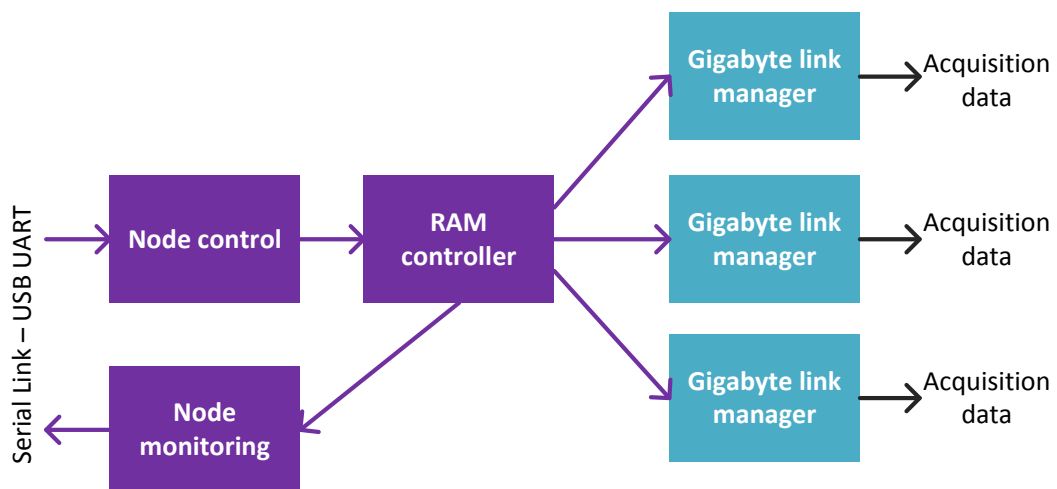 Gigabyte link
manager
Acquisition
data
Serial Link – USB UART
Node control
RAM
controller
Gigabyte link
manager
Acquisition
data
Node
monitoring
Gigabyte link
manager
Acquisition
data